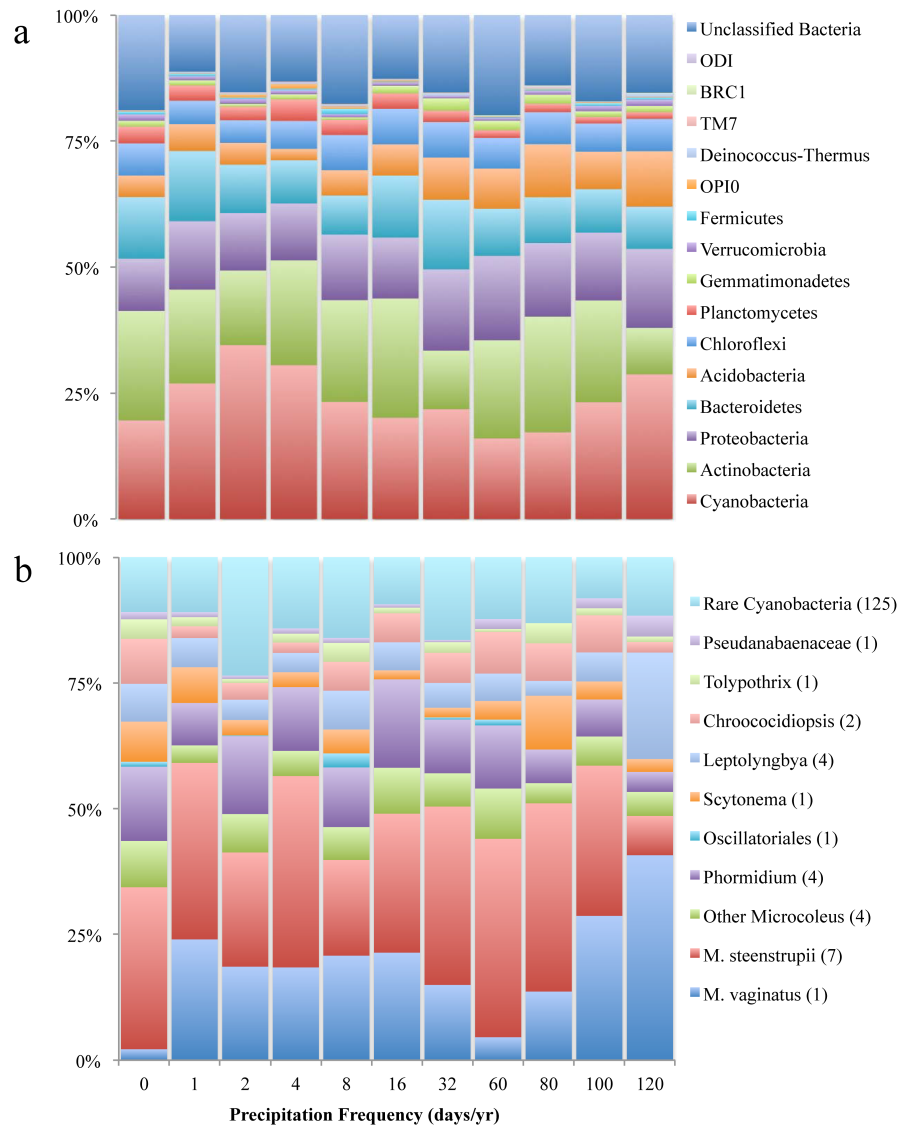 a
100%
75%
50%
25%
0%
Unclassified Bacteria
ODI
BRC1
TM7
Deinococcus-Thermus
OPI0
Fermicutes
Verrucomicrobia
Gemmatimonadetes
Planctomycetes
Chloroflexi
Acidobacteria
Bacteroidetes
Proteobacteria
Actinobacteria
Cyanobacteria
b
100%
75%
50%
25%
0%
Rare Cyanobacteria (125)
Pseudanabaenaceae (1)
Tolypothrix (1)
Chroococidiopsis (2)
Leptolyngbya (4)
Scytonema (1)
Oscillatoriales (1)
Phormidium (4)
Other Microcoleus (4)
M. steenstrupii (7)
M. vaginatus (1)
0 1 2 4 8 16 32 60 80 100 120
Precipitation Frequency (days/yr)